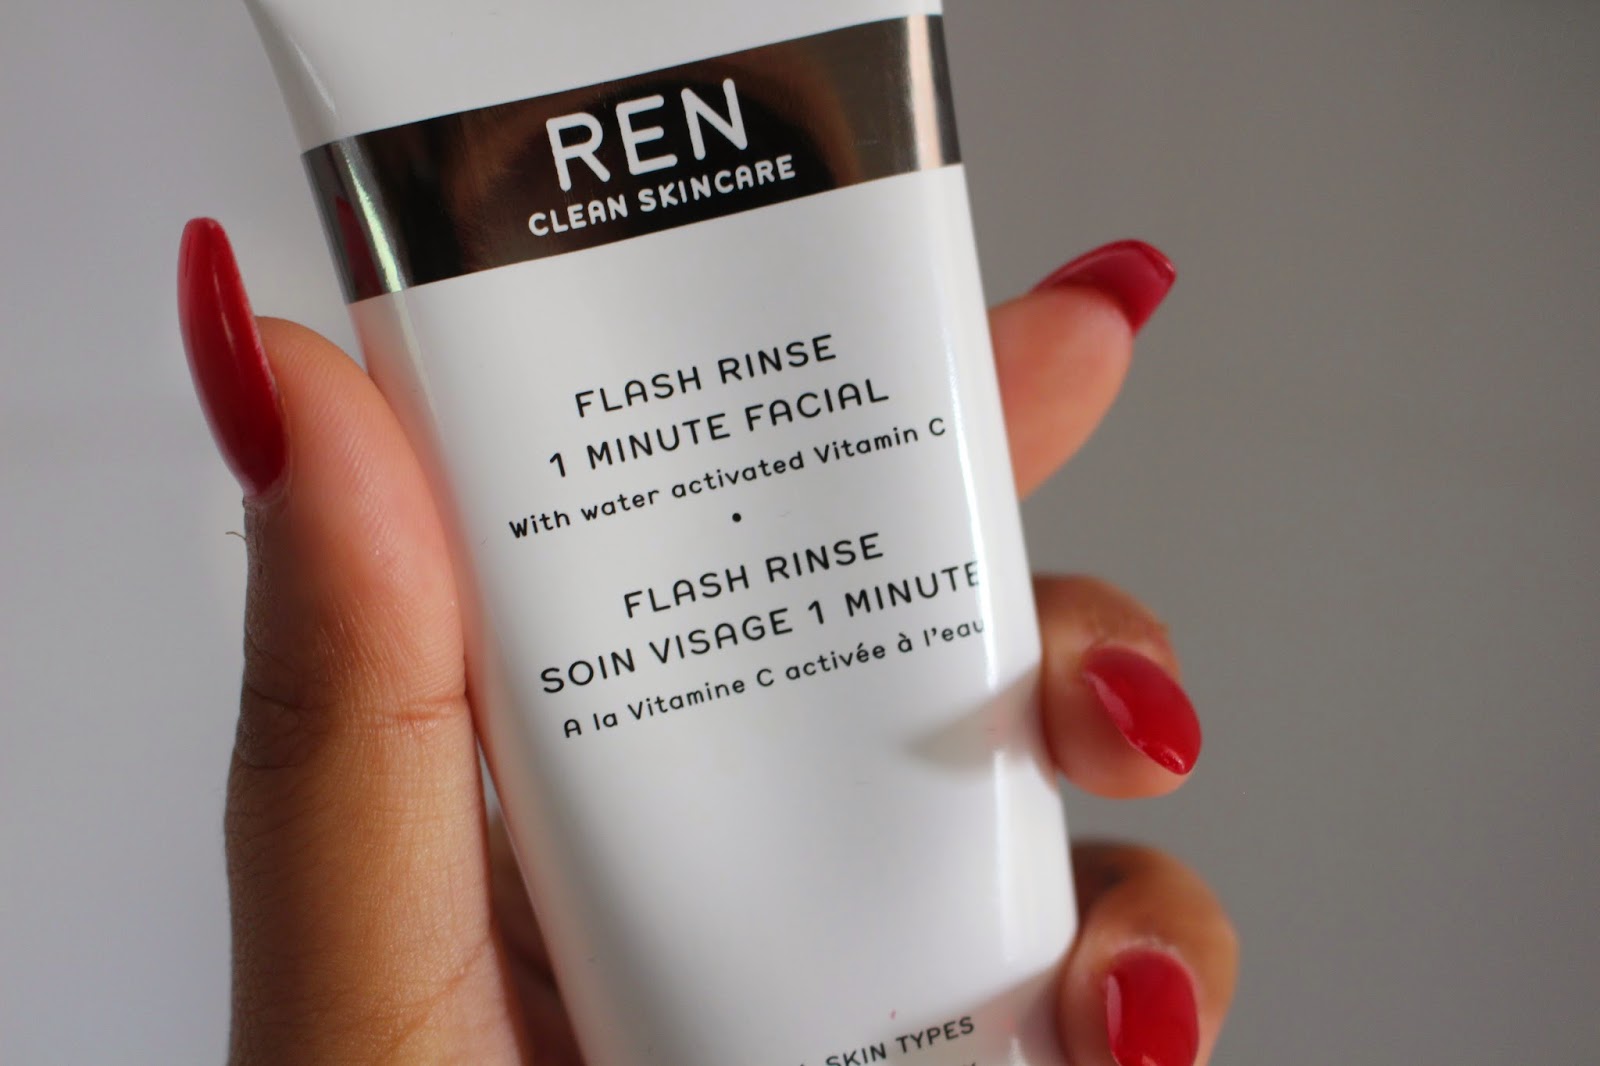 REN
CLEAN SKINCARE
FLASH RINSE
1 MINUTE FACIAL
With water activated Vitamin C
•
FLASH RINSE
SOIN VISAGE 1 MINUTE
A la Vitamine C activée à l'eau
SKIN TYPES